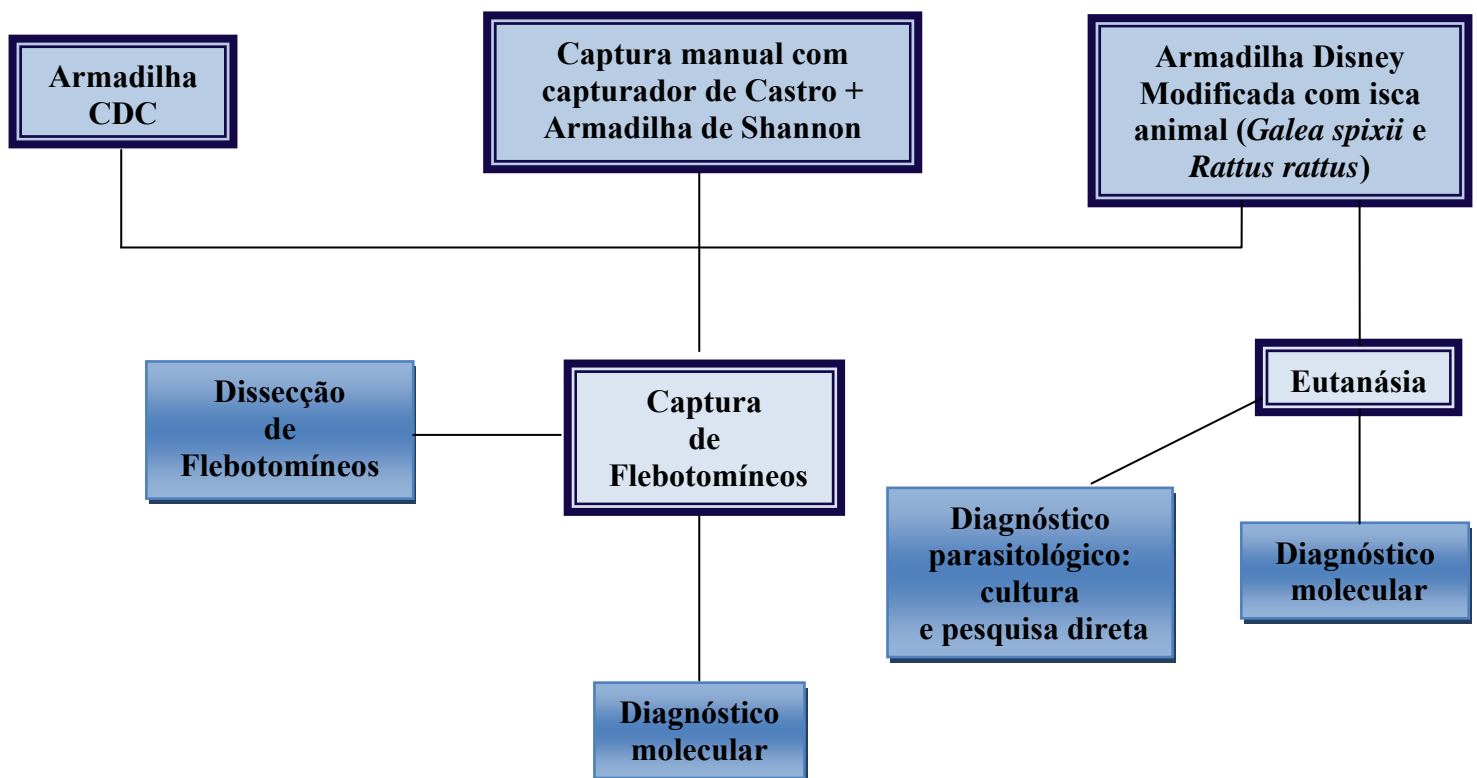 Armadilha
CDC
Captura manual com
capturador de Castro +
Armadilha de Shannon
Armadilha Disney
Modificada com isca
animal (Galea spixii e
Rattus rattus)
Dissecção
de
Flebotomíneos
Captura
de
Flebotomíneos
Eutanásia
Diagnóstico
parasitológico:
cultura
e pesquisa direta
Diagnóstico
molecular
Diagnóstico
molecular